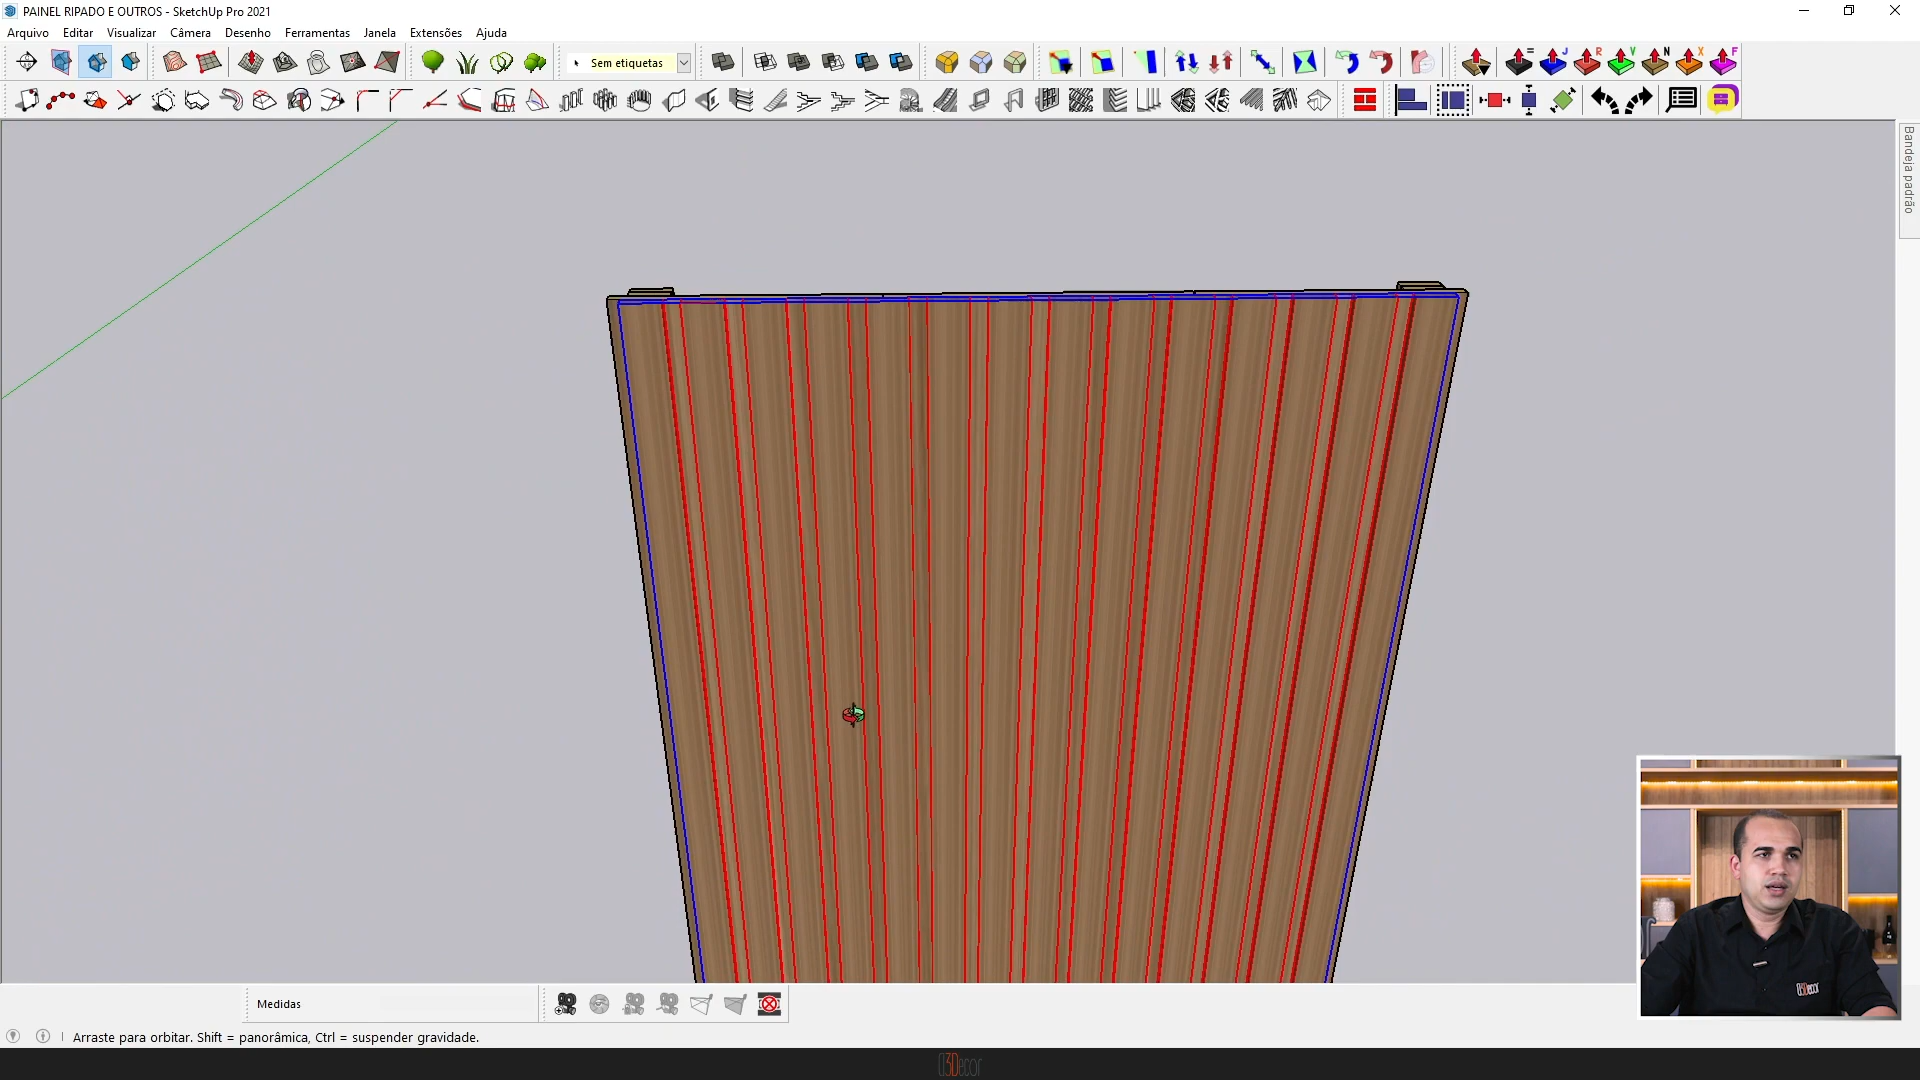 PAINEL RIPADO E OUTROS - SketchUp Pro 2021
Arquivo Editar Visualizar Câmera Desenho Ferramentas Janela Extensões Ajuda
Sem etiquetas
= J R V N X F
Bandeja padrão
Medidas
Arraste para orbitar. Shift = panorâmica, Ctrl = suspender gravidade.
a3Decor